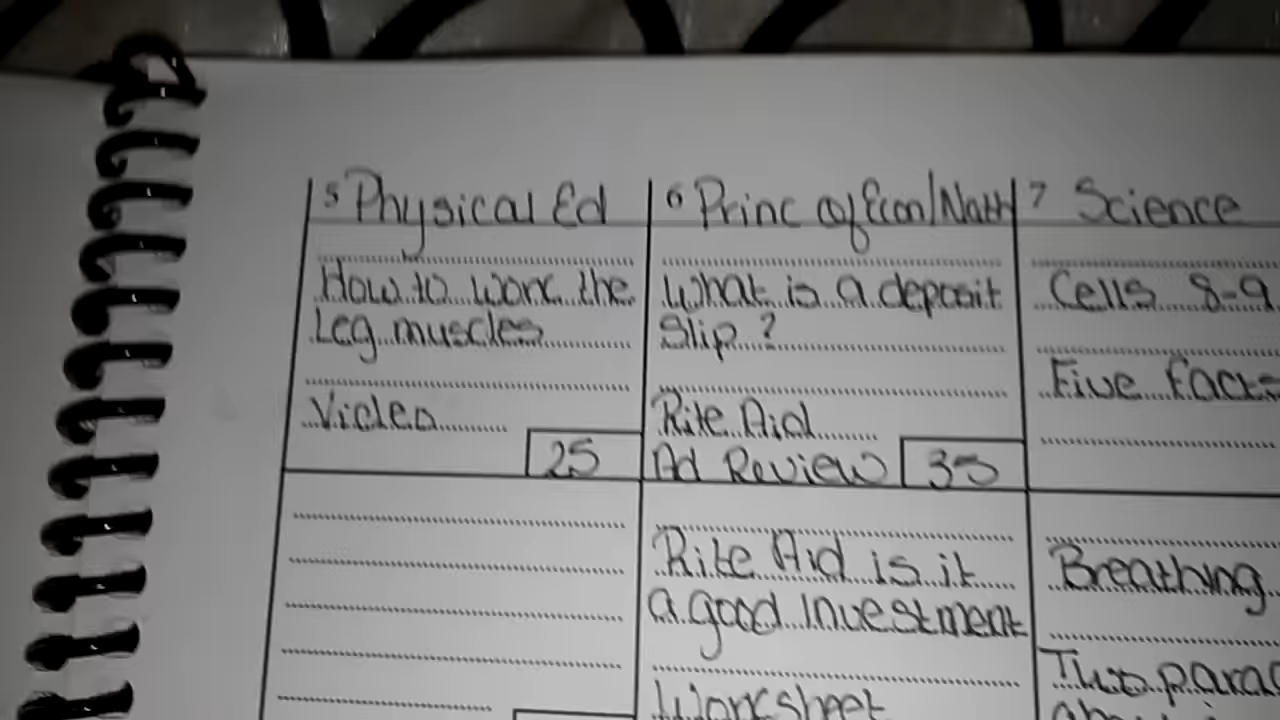 5 Physical Ed
How to work the
Leg muscles
Video
25
6 Princ of Econ/Math
What is a deposit
Slip?
Rite Aid
Ad Review
35
Rite Aid is it
a good investment
Worksheet
7 Science
Cells 8-9
Five Facts
Breathing
Two